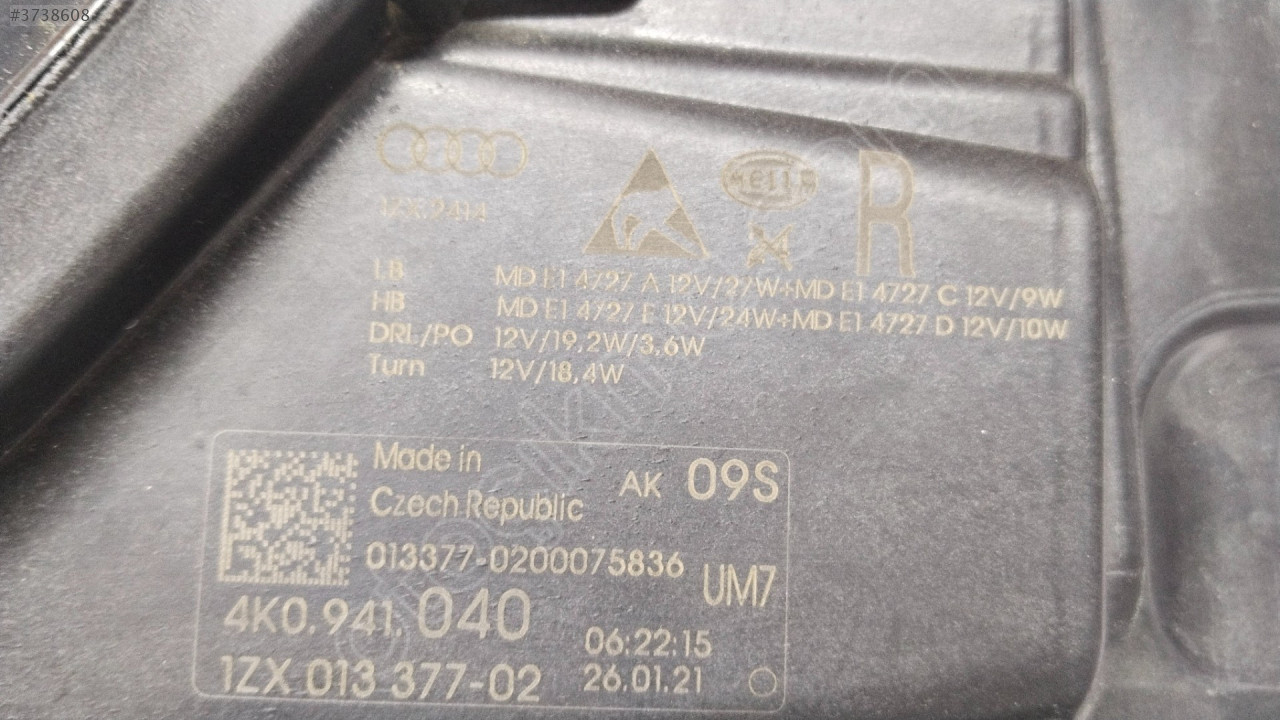 #3738608
1ZX.2414
HELLA
R
LB MD E1 4727 A 12V/27W+MD E1 4727 C 12V/9W
HB MD E1 4727 E 12V/24W+MD E1 4727 D 12V/10W
DRL/PO 12V/19,2W/3,6W
Turn 12V/18,4W
Made in
Czech Republic
AK 09S
013377-0200075836
UM7
4K0.941.040
06:22:15
1ZX 013 377-02
26.01.21